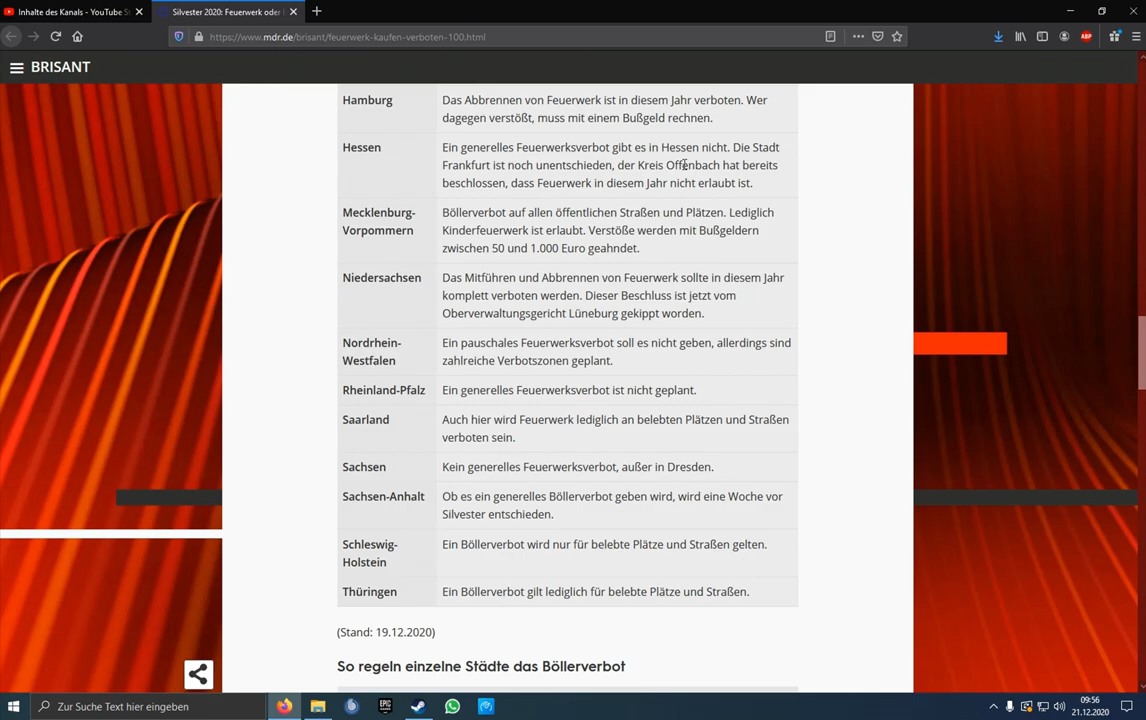 Inhalte des Kanals - YouTube S
Silvester 2020: Feuerwerk oder
https://www.mdr.de/brisant/feuerwerk-kaufen-verboten-100.html
ABP
BRISANT
Hamburg
Das Abbrennen von Feuerwerk ist in diesem Jahr verboten. Wer
dagegen verstößt, muss mit einem Bußgeld rechnen.
Hessen
Ein generelles Feuerwerksverbot gibt es in Hessen nicht. Die Stadt
Frankfurt ist noch unentschieden, der Kreis Offenbach hat bereits
beschlossen, dass Feuerwerk in diesem Jahr nicht erlaubt ist.
Mecklenburg-
Vorpommern
Böllerverbot auf allen öffentlichen Straßen und Plätzen. Lediglich
Kinderfeuerwerk ist erlaubt. Verstöße werden mit Bußgeldern
zwischen 50 und 1.000 Euro geahndet.
Niedersachsen
Das Mitführen und Abbrennen von Feuerwerk sollte in diesem Jahr
komplett verboten werden. Dieser Beschluss ist jetzt vom
Oberverwaltungsgericht Lüneburg gekippt worden.
Nordrhein-
Westfalen
Ein pauschales Feuerwerksverbot soll es nicht geben, allerdings sind
zahlreiche Verbotszonen geplant.
Rheinland-Pfalz
Ein generelles Feuerwerksverbot ist nicht geplant.
Saarland
Auch hier wird Feuerwerk lediglich an belebten Plätzen und Straßen
verboten sein.
Sachsen
Kein generelles Feuerwerksverbot, außer in Dresden.
Sachsen-Anhalt
Ob es ein generelles Böllerverbot geben wird, wird eine Woche vor
Silvester entschieden.
Schleswig-
Holstein
Ein Böllerverbot wird nur für belebte Plätze und Straßen gelten.
Thüringen
Ein Böllerverbot gilt lediglich für belebte Plätze und Straßen.
(Stand: 19.12.2020)
So regeln einzelne Städte das Böllerverbot
Zur Suche Text hier eingeben
EPIC
GAMES
09:56
21.12.2020